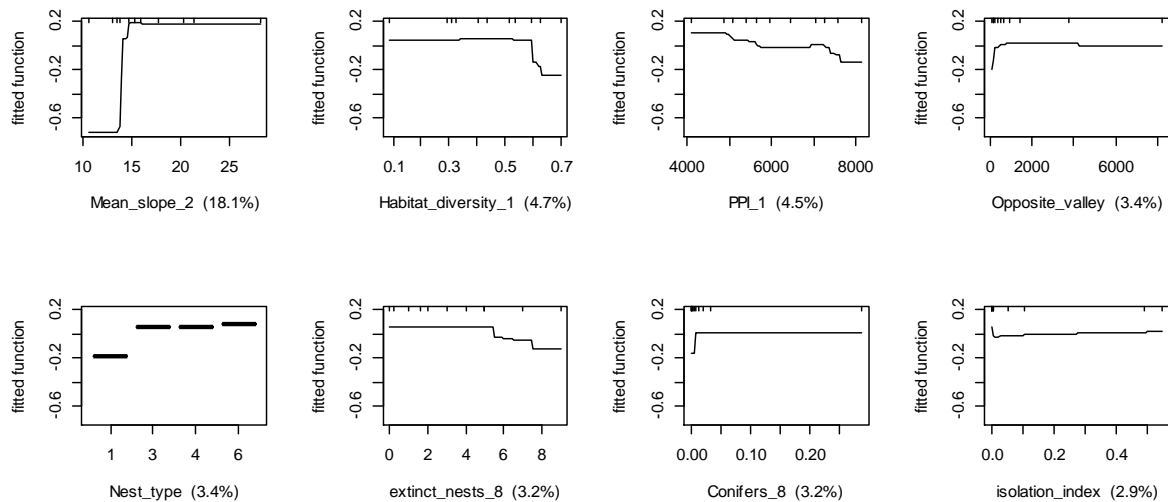 fitted function
0.2
-0.2
-0.6
10 15 20 25
Mean_slope_2 (18.1%)
fitted function
0.2
-0.2
-0.6
0.1 0.3 0.5 0.7
Habitat_diversity_1 (4.7%)
fitted function
0.2
-0.2
-0.6
4000 6000 8000
PPI_1 (4.5%)
fitted function
0.2
-0.2
-0.6
0 2000 6000
Opposite_valley (3.4%)
fitted function
0.2
-0.2
-0.6
1 3 4 6
Nest_type (3.4%)
fitted function
0.2
-0.2
-0.6
0 2 4 6 8
extinct_nests_8 (3.2%)
fitted function
0.2
-0.2
-0.6
0.00 0.10 0.20
Conifers_8 (3.2%)
fitted function
0.2
-0.2
-0.6
0.0 0.2 0.4
isolation_index (2.9%)